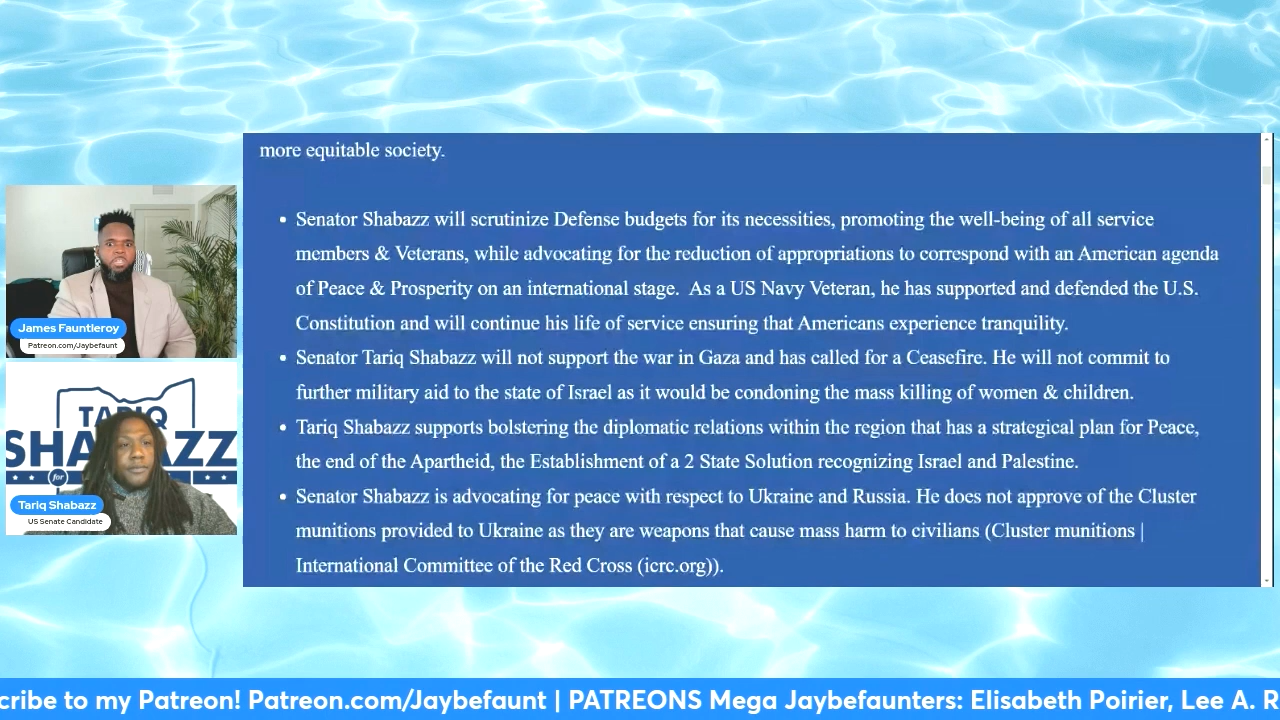 more equitable society.
• Senator Shabazz will scrutinize Defense budgets for its necessities, promoting the well-being of all service
members & Veterans, while advocating for the reduction of appropriations to correspond with an American agenda
of Peace & Prosperity on an international stage.  As a US Navy Veteran, he has supported and defended the U.S.
Constitution and will continue his life of service ensuring that Americans experience tranquility.
• Senator Tariq Shabazz will not support the war in Gaza and has called for a Ceasefire. He will not commit to
further military aid to the state of Israel as it would be condoning the mass killing of women & children.
• Tariq Shabazz supports bolstering the diplomatic relations within the region that has a strategical plan for Peace,
the end of the Apartheid, the Establishment of a 2 State Solution recognizing Israel and Palestine.
• Senator Shabazz is advocating for peace with respect to Ukraine and Russia. He does not approve of the Cluster
munitions provided to Ukraine as they are weapons that cause mass harm to civilians (Cluster munitions |
International Committee of the Red Cross (icrc.org)).
James Fauntleroy
Patreon.com/Jaybefaunt
TARIQ
SHABAZZ
for
Tariq Shabazz
US Senate Candidate
cribe to my Patreon! Patreon.com/Jaybefaunt | PATREONS Mega Jaybefaunters: Elisabeth Poirier, Lee A. R